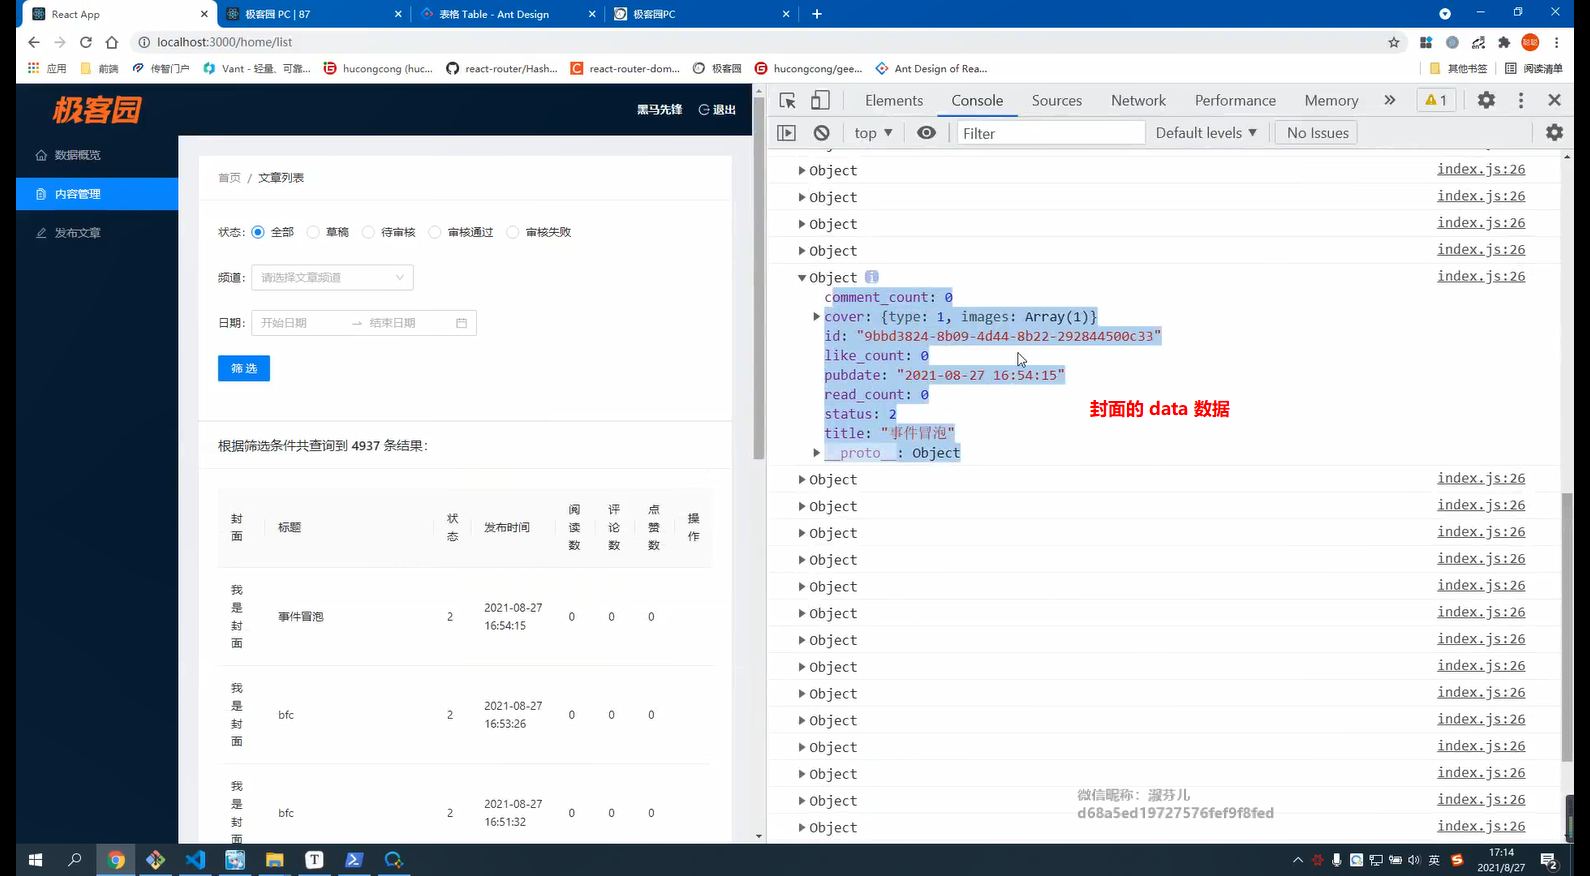 React App
极客园 PC | 87
表格 Table - Ant Design
极客园PC
localhost:3000/home/list
应用
前端
传智门户
Vant - 轻量、可靠...
hucongcong (huc...
react-router/Hash...
react-router-dom...
极客园
hucongcong/gee...
Ant Design of Rea...
其他书签
阅读清单
极客园
黑马先锋
退出
数据概览
内容管理
发布文章
首页 / 文章列表
状态: 全部 草稿 待审核 审核通过 审核失败
频道: 请选择文章频道
日期: 开始日期 → 结束日期
筛 选
根据筛选条件共查询到 4937 条结果:
封面 标题 状态 发布时间 阅读数 评论数 点赞数 操作
我是封面 事件冒泡 2 2021-08-27 16:54:15 0 0 0
我是封面 bfc 2 2021-08-27 16:53:26 0 0 0
我是封面 bfc 2 2021-08-27 16:51:32 0 0 0
Elements Console Sources Network Performance Memory » 1
top Filter Default levels No Issues
Object index.js:26
Object index.js:26
Object index.js:26
Object index.js:26
Object i index.js:26
comment_count: 0
cover: {type: 1, images: Array(1)}
id: "9bbd3824-8b09-4d44-8b22-292844500c33"
like_count: 0
pubdate: "2021-08-27 16:54:15"
read_count: 0
status: 2
title: "事件冒泡"
__proto__: Object
封面的 data 数据
Object index.js:26
Object index.js:26
Object index.js:26
Object index.js:26
Object index.js:26
Object index.js:26
Object index.js:26
Object index.js:26
Object index.js:26
Object index.js:26
Object index.js:26
Object index.js:26
Object index.js:26
Object index.js:26
微信昵称：淑芬儿
d68a5ed19727576fef9f8fed
英
17:14
2021/8/27
2